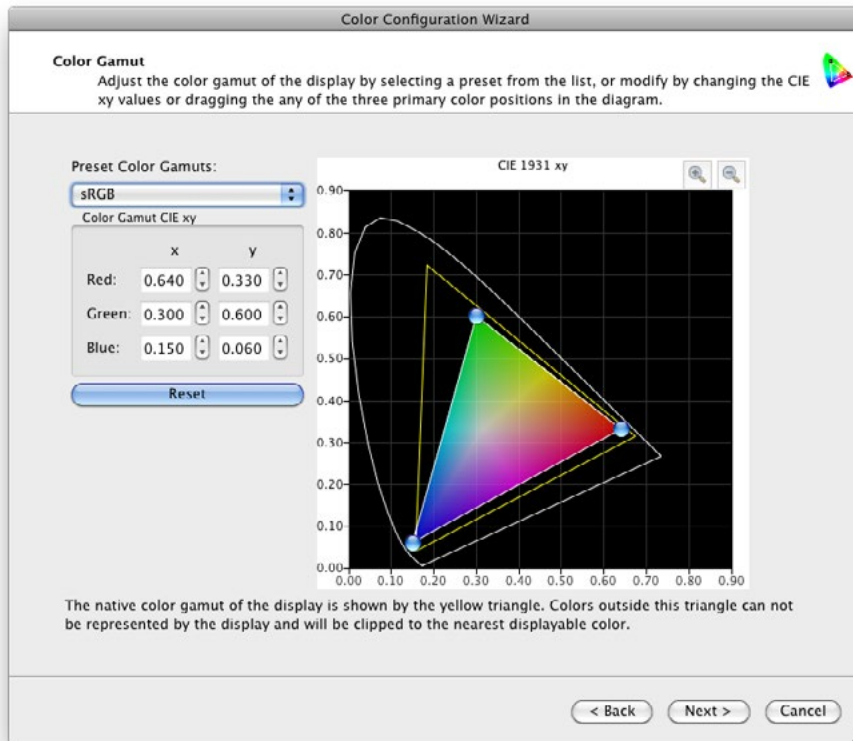 Color Configuration Wizard
Color Gamut
Adjust the color gamut of the display by selecting a preset from the list, or modify by changing the CIE
xy values or dragging the any of the three primary color positions in the diagram.
Preset Color Gamuts:
sRGB
Color Gamut CIE xy
x y
Red: 0.640 0.330
Green: 0.300 0.600
Blue: 0.150 0.060
Reset
CIE 1931 xy
0.90
0.80
0.70
0.60
0.50
0.40
0.30
0.20
0.10
0.00
0.00 0.10 0.20 0.30 0.40 0.50 0.60 0.70 0.80 0.90
The native color gamut of the display is shown by the yellow triangle. Colors outside this triangle can not
be represented by the display and will be clipped to the nearest displayable color.
< Back Next > Cancel